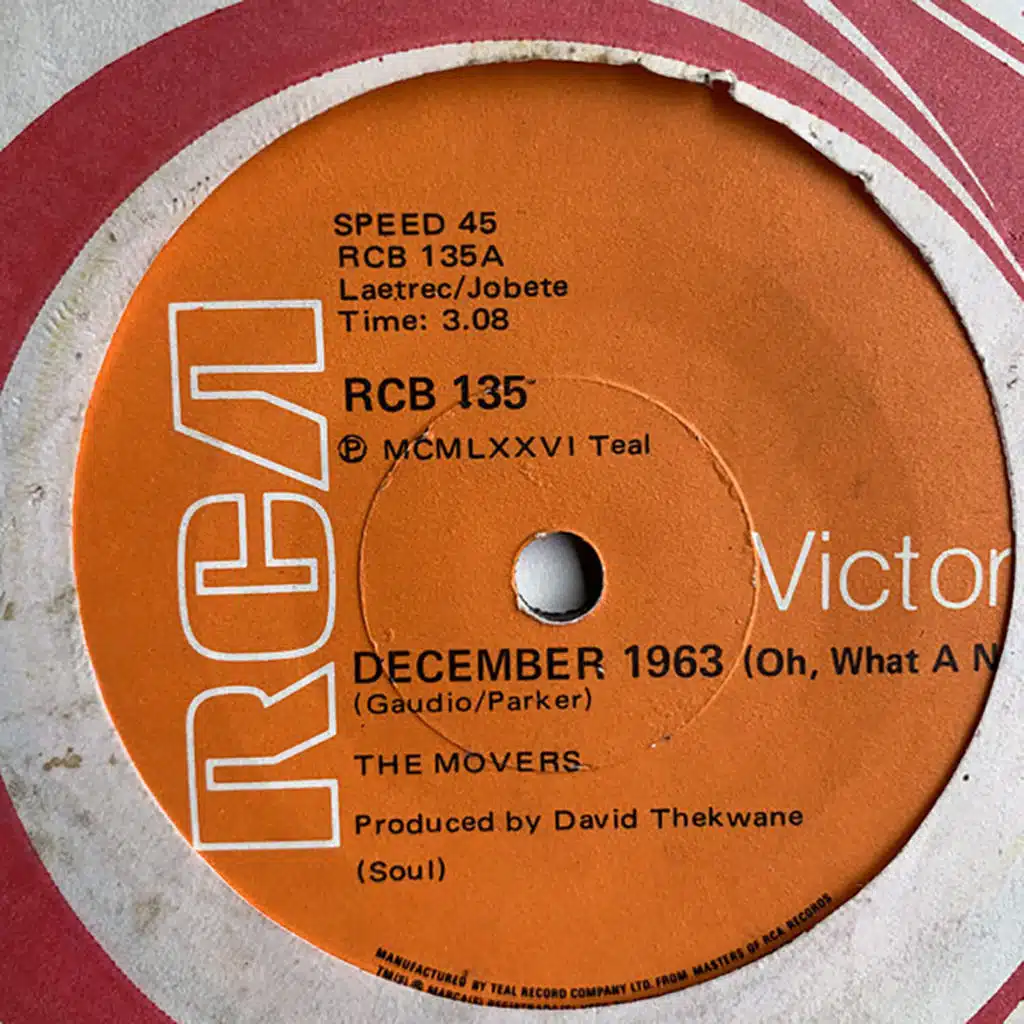 SPEED 45
RCB 135A
Laetrec/Jobete
Time: 3.08
RCB 135
Ⓟ MCMLXXVI Teal
RCA
Victor
DECEMBER 1963 (Oh, What A N
(Gaudio/Parker)
THE MOVERS
Produced by David Thekwane
(Soul)
MANUFACTURED BY TEAL RECORD COMPANY LTD. FROM MASTERS OF RCA RECORDS
TM(S) ® MARCA(S)